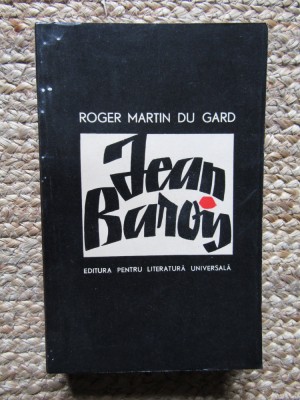 ROGER MARTIN DU GARD
Jean
Barois
EDITURA PENTRU LITERATURĂ UNIVERSALĂ